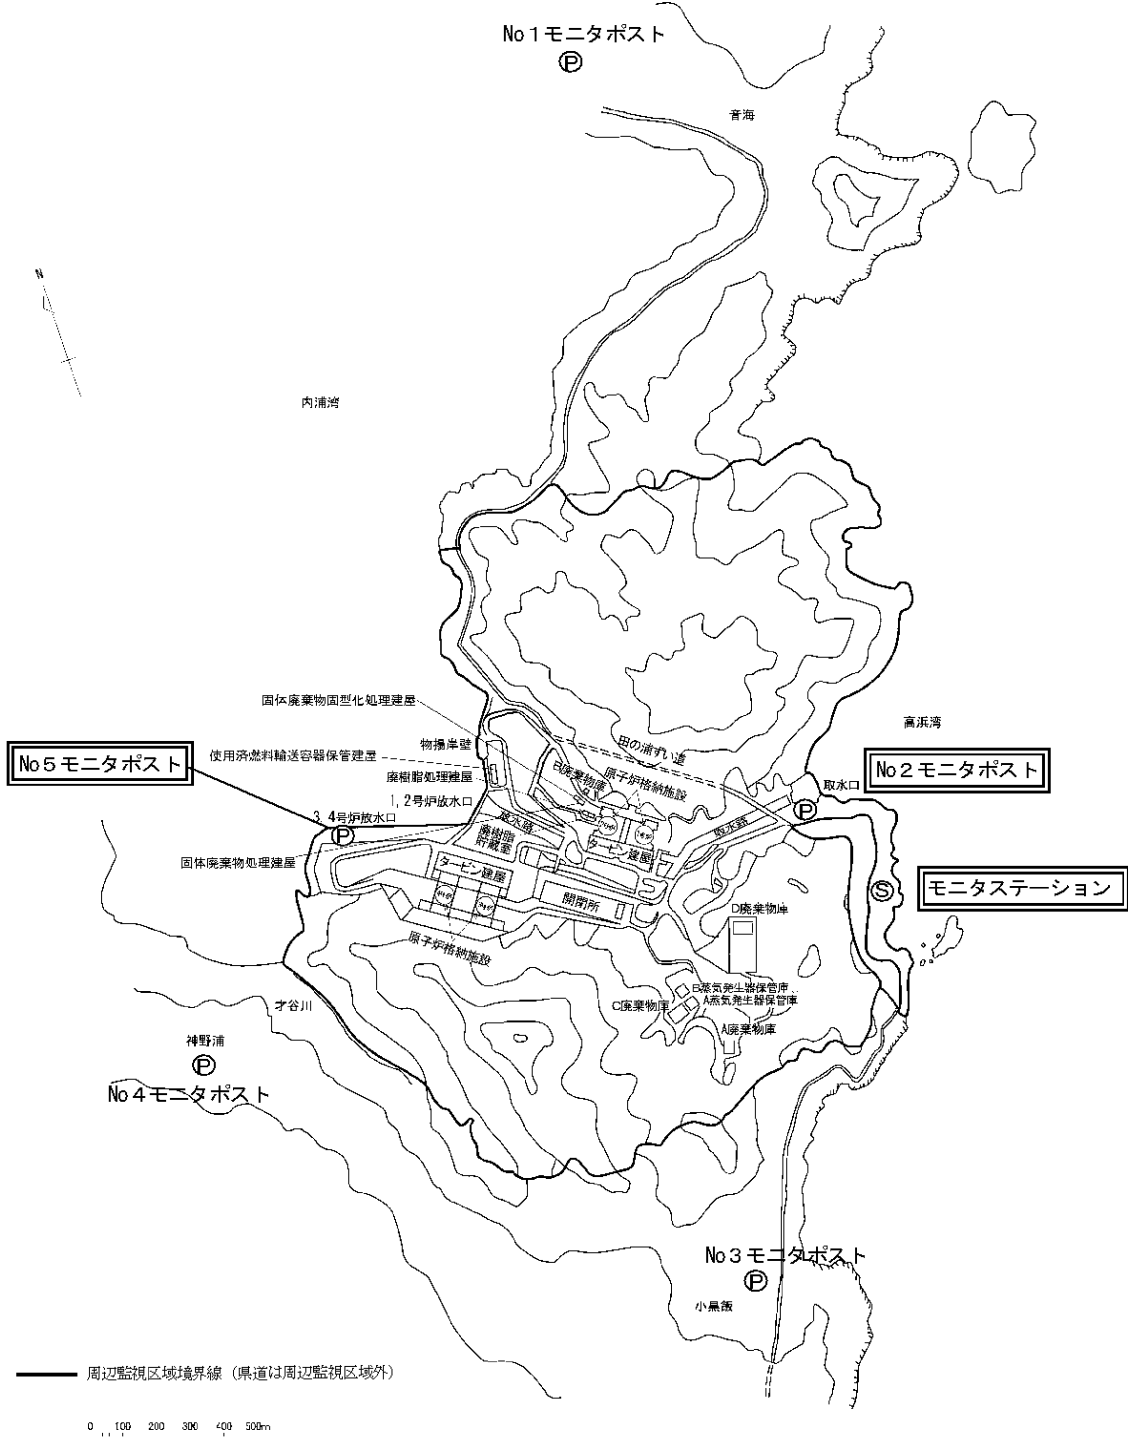 No１モニタポスト
Ⓟ
音海
N
内浦湾
固体廃棄物固型化処理建屋
高浜湾
物揚岸壁
田の浦ずい道
No５モニタポスト
使用済燃料輸送容器保管建屋
No２モニタポスト
廃樹脂処理建屋
B廃棄物庫
原子炉格納施設
取水口
1, 2号炉放水口
Ⓟ
3, 4号炉放水口
Ⓟ
放水路
取水路
廃樹脂
貯蔵室
タービン建屋
固体廃棄物処理建屋
タービン建屋
モニタステーション
Ⓢ
開閉所
D廃棄物庫
原子炉格納施設
B蒸気発生器保管庫
A蒸気発生器保管庫
C廃棄物庫
才谷川
A廃棄物庫
神野浦
Ⓟ
No４モニタポスト
No３モニタポスト
Ⓟ
小黒飯
周辺監視区域境界線（県道は周辺監視区域外）
0 100 200 300 400 500m